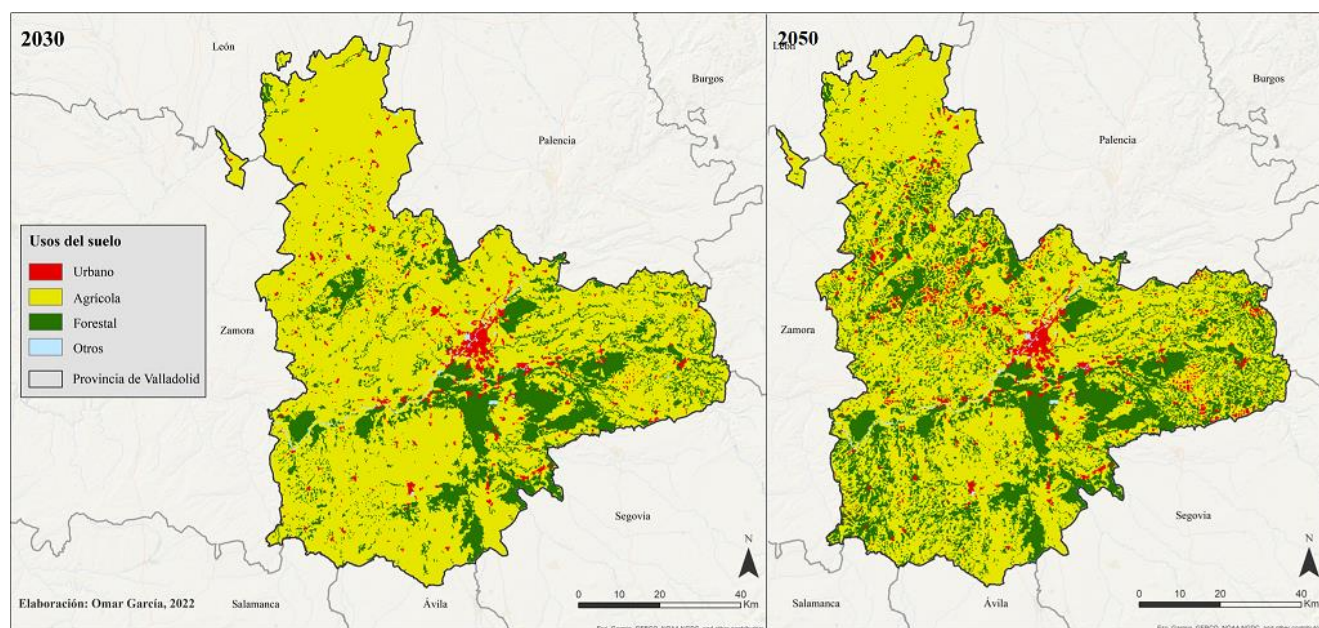 2030
León
Burgos
Palencia
Usos del suelo
Urbano
Agrícola
Forestal
Otros
Provincia de Valladolid
Zamora
Segovia
N
Elaboración: Omar García, 2022
Salamanca
Ávila
0 10 20 40
Km
2050
León
Burgos
Palencia
Zamora
Segovia
N
Salamanca
Ávila
0 10 20 40
Km